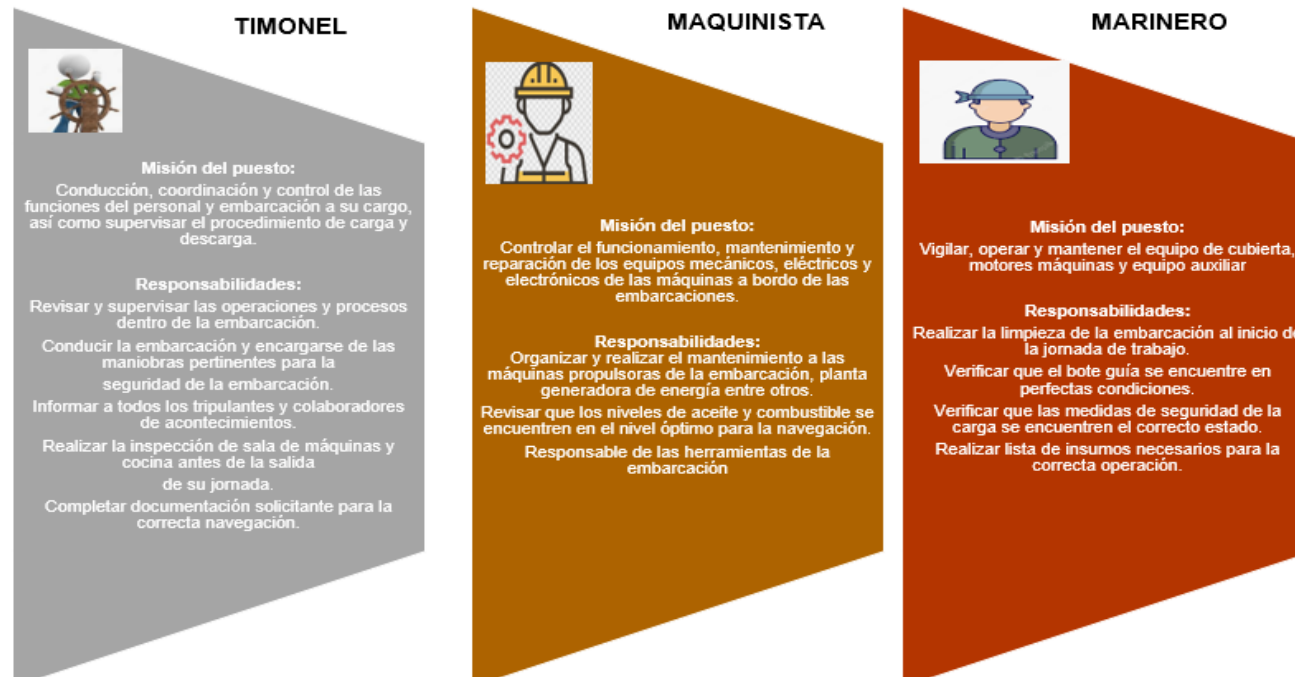 TIMONEL
Misión del puesto:
Conducción, coordinación y control de las
funciones del personal y embarcación a su cargo,
así como supervisar el procedimiento de carga y
descarga.
Responsabilidades:
Revisar y supervisar las operaciones y procesos
dentro de la embarcación.
Conducir la embarcación y encargarse de las
maniobras pertinentes para la
seguridad de la embarcación.
Informar a todos los tripulantes y colaboradores
de acontecimientos.
Realizar la inspección de sala de máquinas y
cocina antes de la salida
de su jornada.
Completar documentación solicitante para la
correcta navegación.
MAQUINISTA
Misión del puesto:
Controlar el funcionamiento, mantenimiento y
reparación de los equipos mecánicos, eléctricos y
electrónicos de las máquinas a bordo de las
embarcaciones.
Responsabilidades:
Organizar y realizar el mantenimiento a las
máquinas propulsoras de la embarcación, planta
generadora de energía entre otros.
Revisar que los niveles de aceite y combustible se
encuentren en el nivel óptimo para la navegación.
Responsable de las herramientas de la
embarcación
MARINERO
Misión del puesto:
Vigilar, operar y mantener el equipo de cubierta,
motores máquinas y equipo auxiliar
Responsabilidades:
Realizar la limpieza de la embarcación al inicio de
la jornada de trabajo.
Verificar que el bote guía se encuentre en
perfectas condiciones.
Verificar que las medidas de seguridad de la
carga se encuentren el correcto estado.
Realizar lista de insumos necesarios para la
correcta operación.